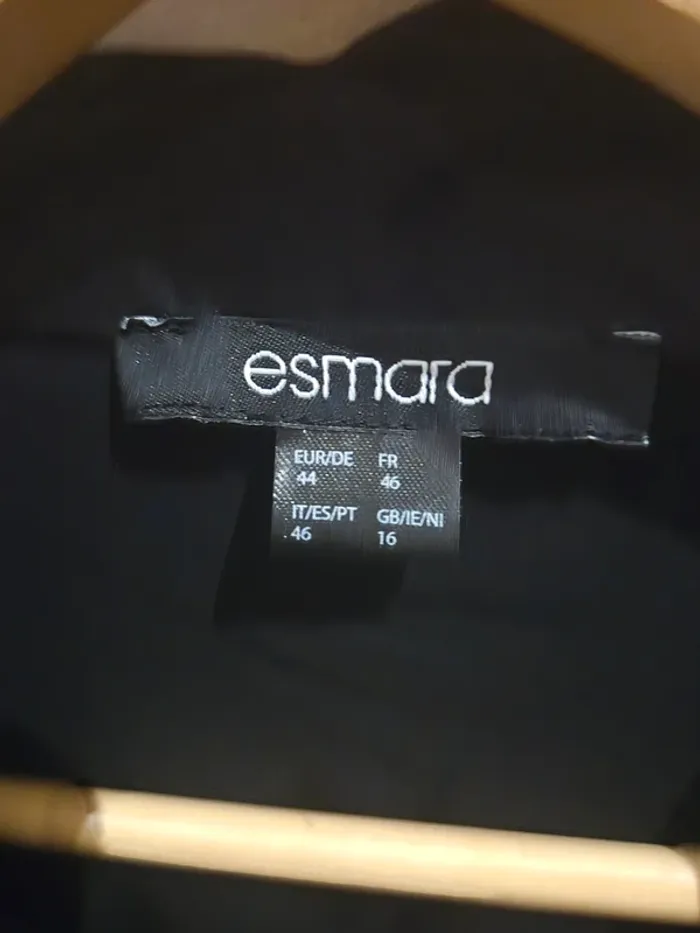 esmara
EUR/DE FR
44 46
IT/ES/PT GB/IE/NI
46 16